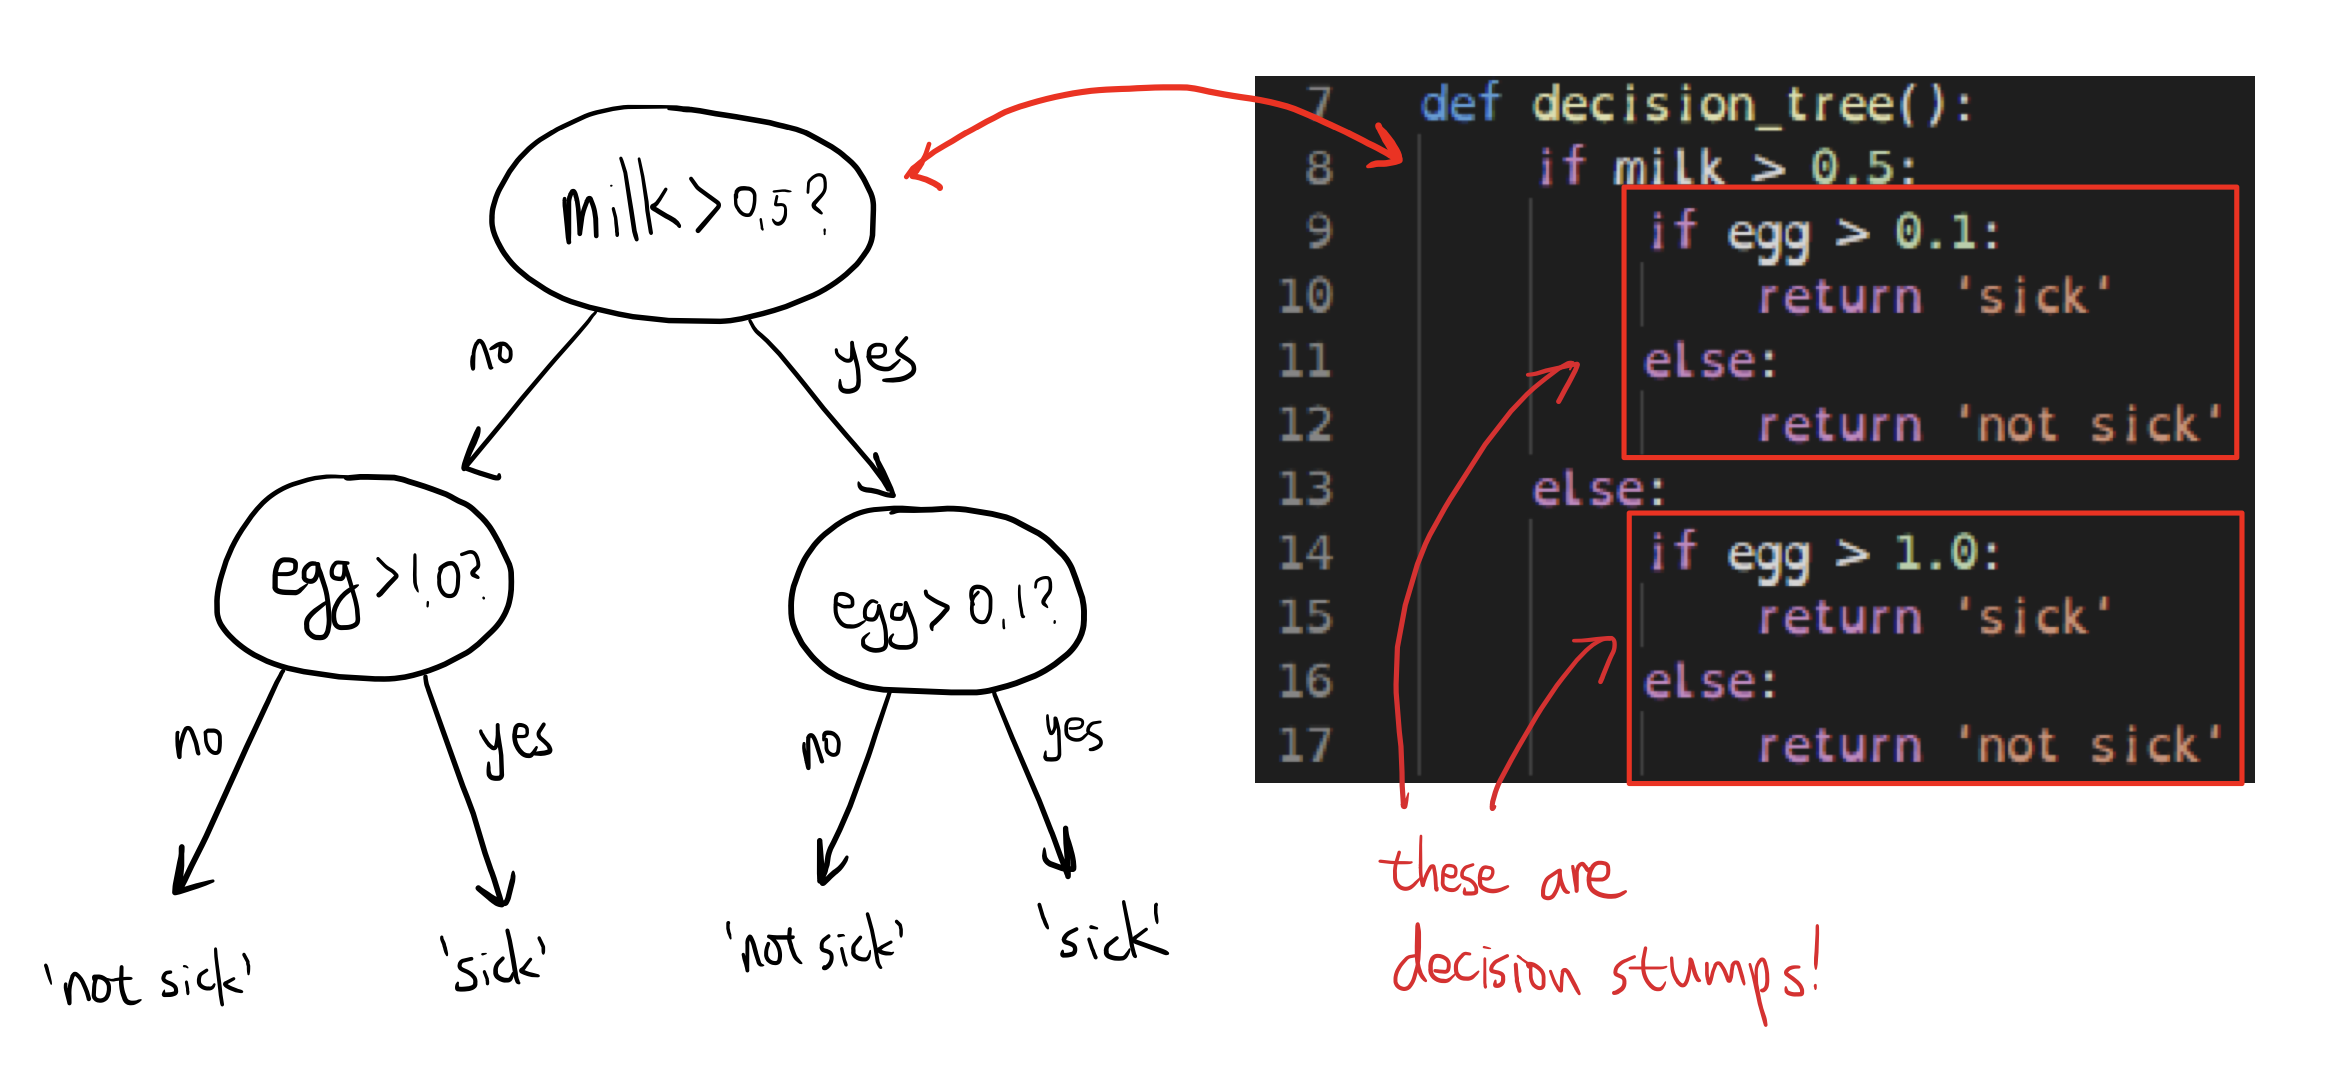 milk > 0.5?
no
yes
egg > 1.0?
egg > 0.1?
no
yes
no
yes
'not sick'
'sick'
'not sick'
'sick'
7 def decision_tree():
8 if milk > 0.5:
9 if egg > 0.1:
10 return 'sick'
11 else:
12 return 'not sick'
13 else:
14 if egg > 1.0:
15 return 'sick'
16 else:
17 return 'not sick'
these are
decision stumps!